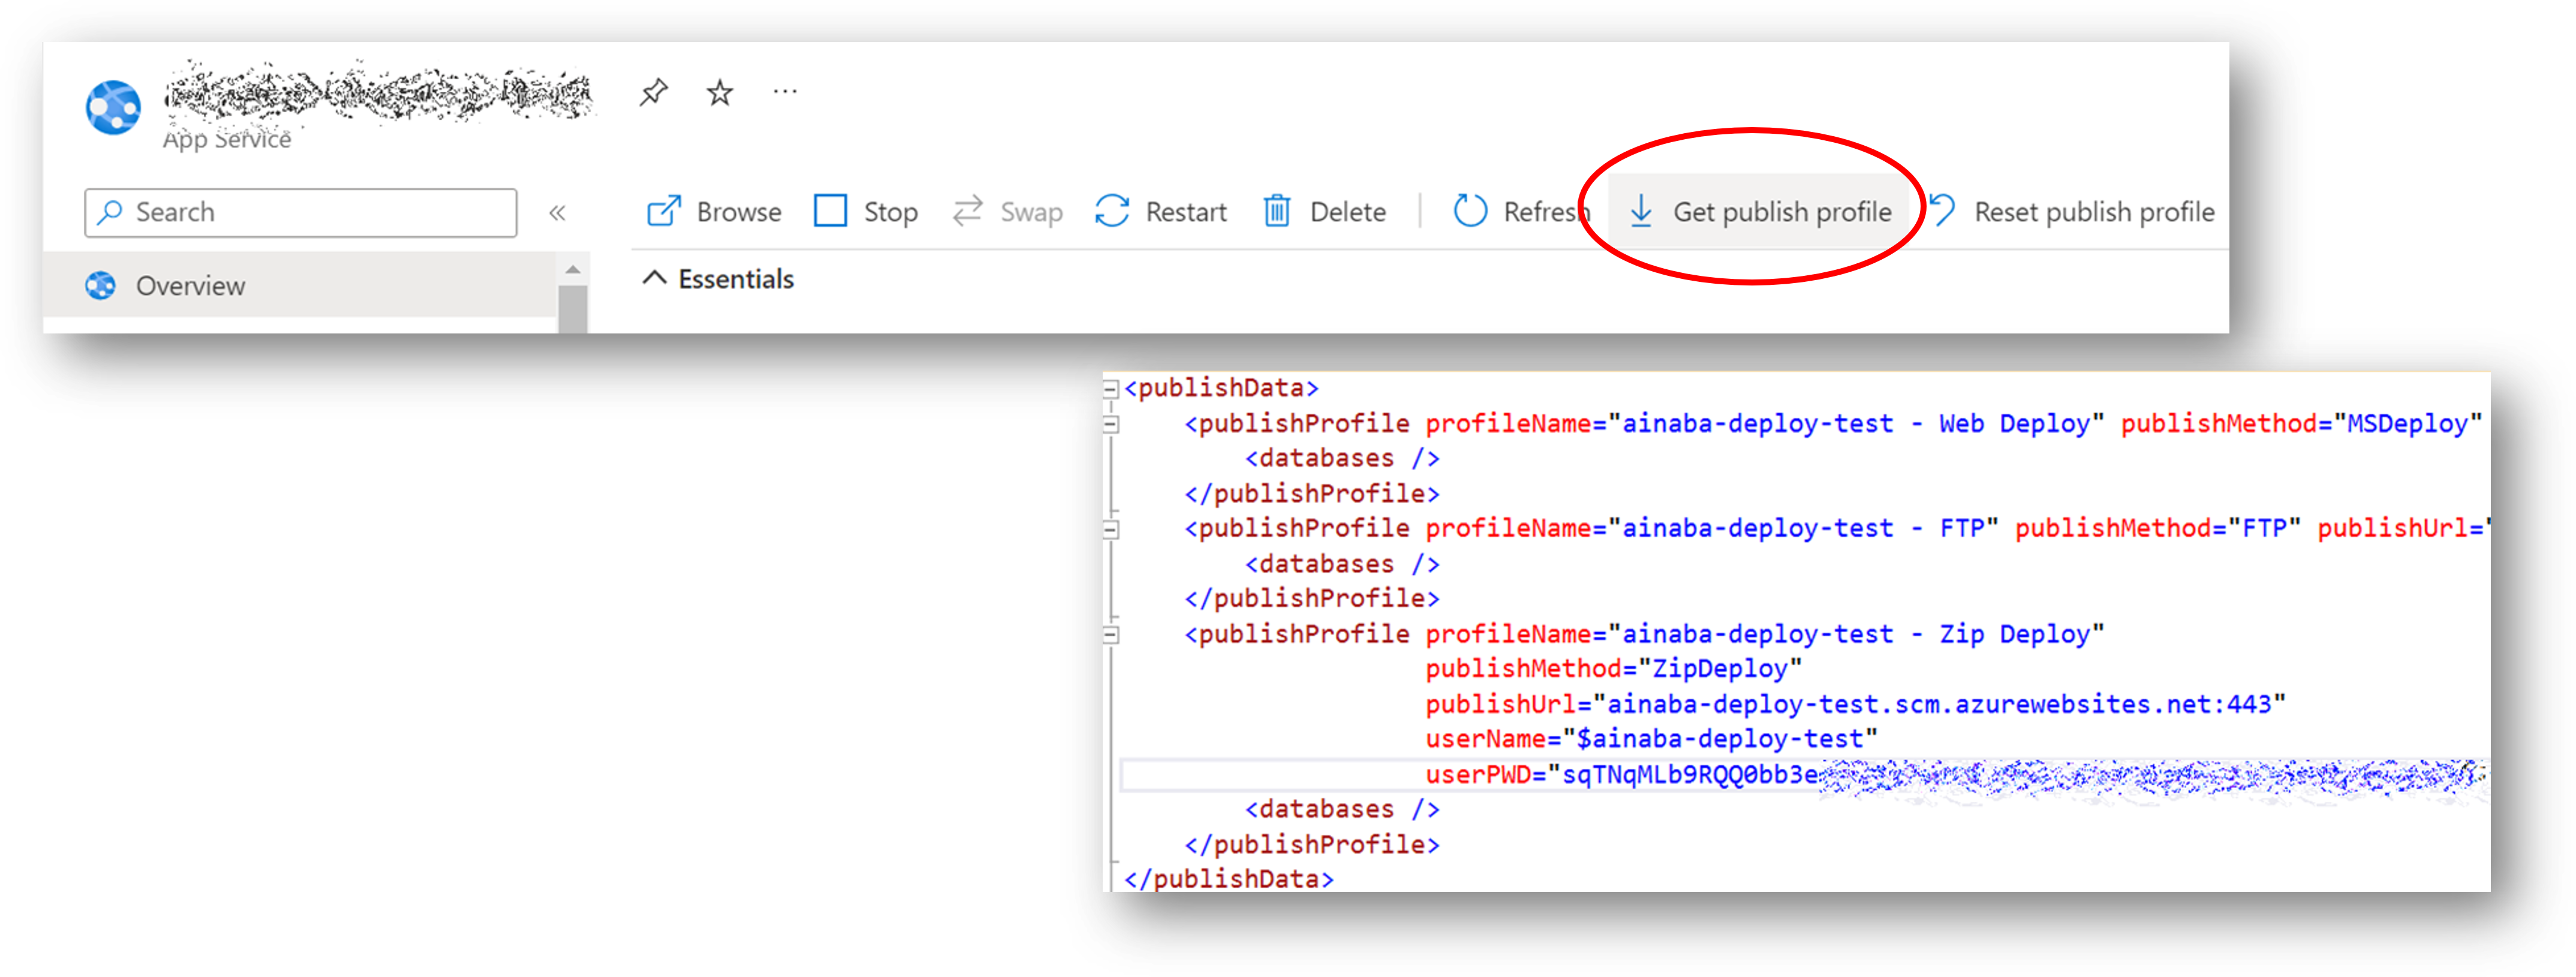 App Service
Search
Browse Stop Swap Restart Delete Refresh Get publish profile Reset publish profile
Overview
Essentials
<publishData>
<publishProfile profileName="ainaba-deploy-test - Web Deploy" publishMethod="MSDeploy"
<databases />
</publishProfile>
<publishProfile profileName="ainaba-deploy-test - FTP" publishMethod="FTP" publishUrl="
<databases />
</publishProfile>
<publishProfile profileName="ainaba-deploy-test - Zip Deploy"
publishMethod="ZipDeploy"
publishUrl="ainaba-deploy-test.scm.azurewebsites.net:443"
userName="$ainaba-deploy-test"
userPWD="sqTNqMLb9RQQ0bb3e
<databases />
</publishProfile>
</publishData>